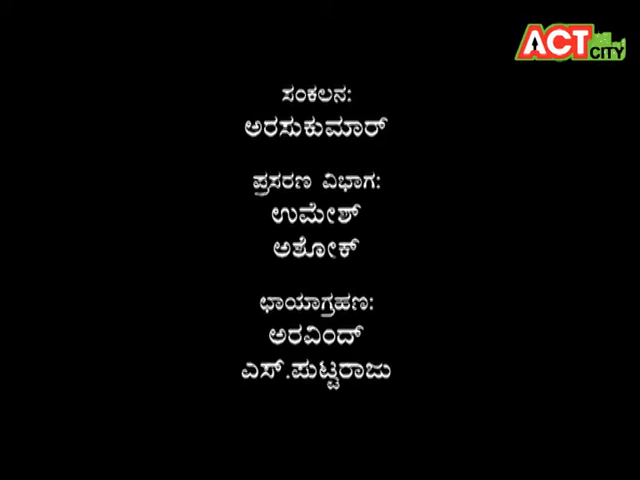 ACT
CITY
ಸಂಕಲನ:
ಅರಸುಕುಮಾರ್
ಪ್ರಸರಣ ವಿಭಾಗ:
ಉಮೇಶ್
ಅಶೋಕ್
ಛಾಯಾಗ್ರಹಣ:
ಅರವಿಂದ್
ಎಸ್.ಪುಟ್ಟರಾಜು